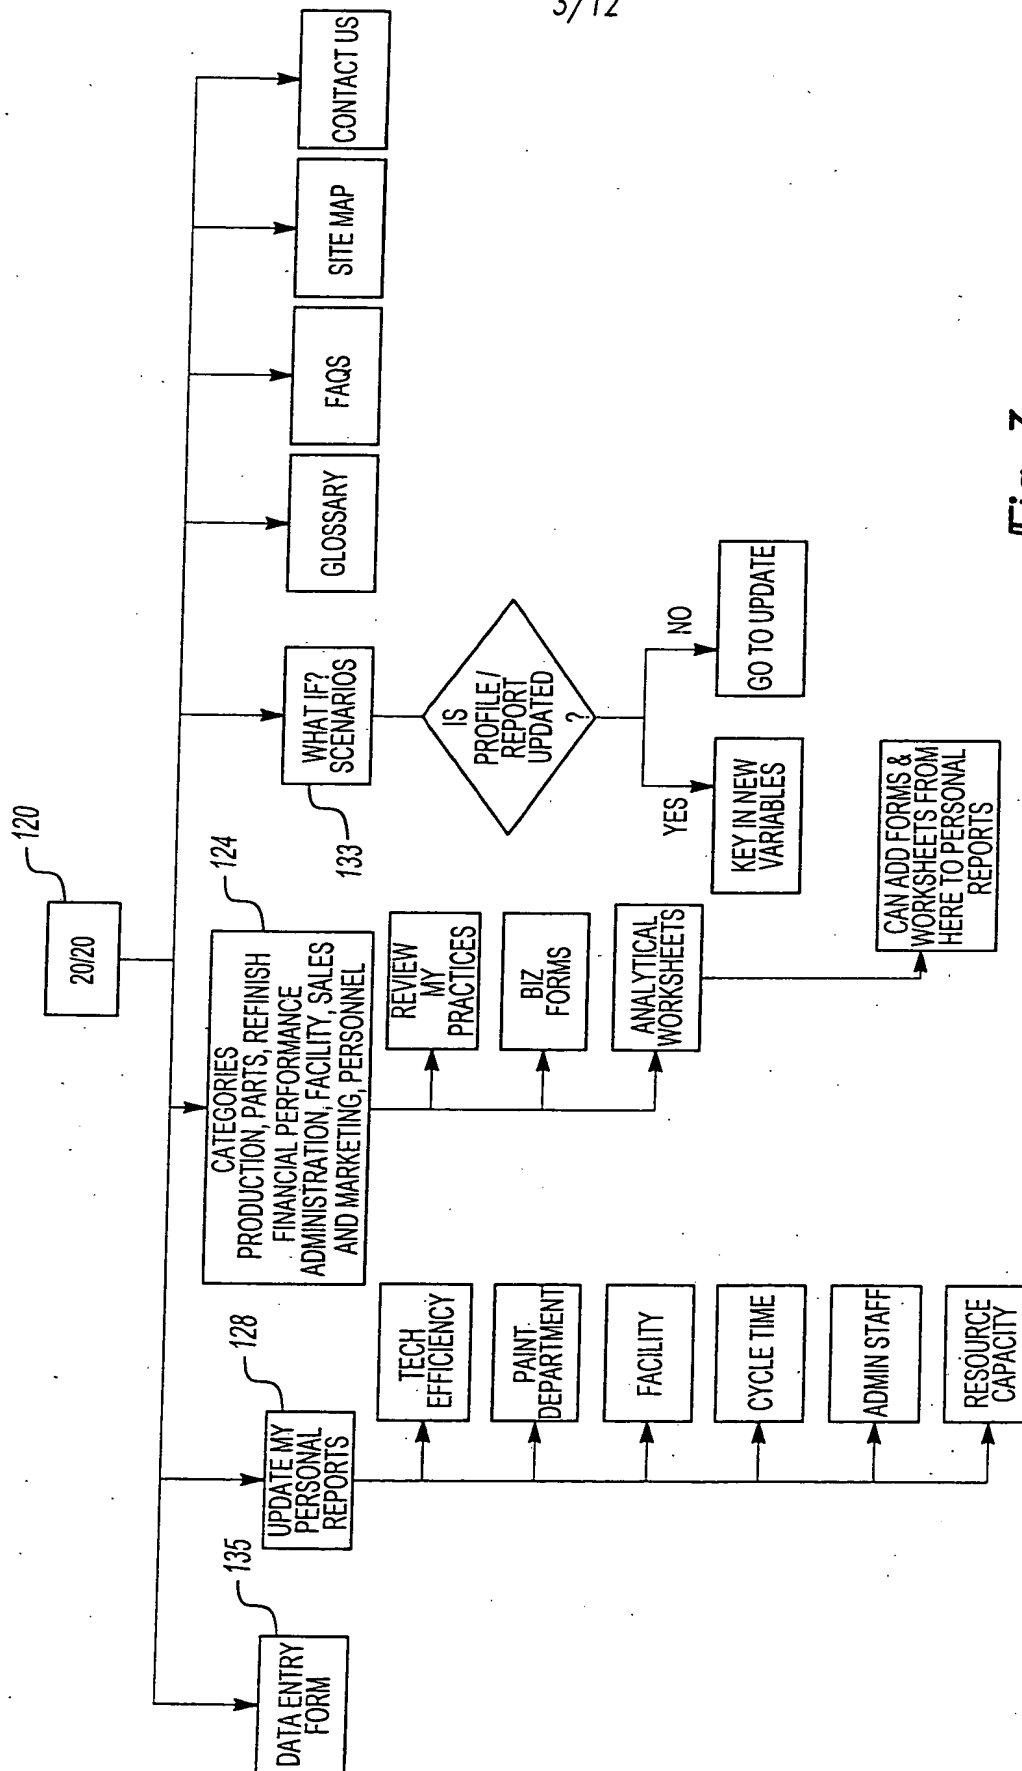 3/12
120
20/20
135
DATA ENTRY
FORM
128
UPDATE MY
PERSONAL
REPORTS
TECH
EFFICIENCY
PAINT
DEPARTMENT
FACILITY
CYCLE TIME
ADMIN STAFF
RESOURCE
CAPACITY
124
CATEGORIES
PRODUCTION, PARTS, REFINISH
FINANCIAL PERFORMANCE
ADMINISTRATION, FACILITY, SALES
AND MARKETING, PERSONNEL
REVIEW
MY
PRACTICES
BIZ
FORMS
ANALYTICAL
WORKSHEETS
CAN ADD FORMS &
WORKSHEETS FROM
HERE TO PERSONAL
REPORTS
133
WHAT IF?
SCENARIOS
IS
PROFILE/
REPORT
UPDATED
?
YES
NO
KEY IN NEW
VARIABLES
GO TO UPDATE
GLOSSARY
FAQS
SITE MAP
CONTACT US